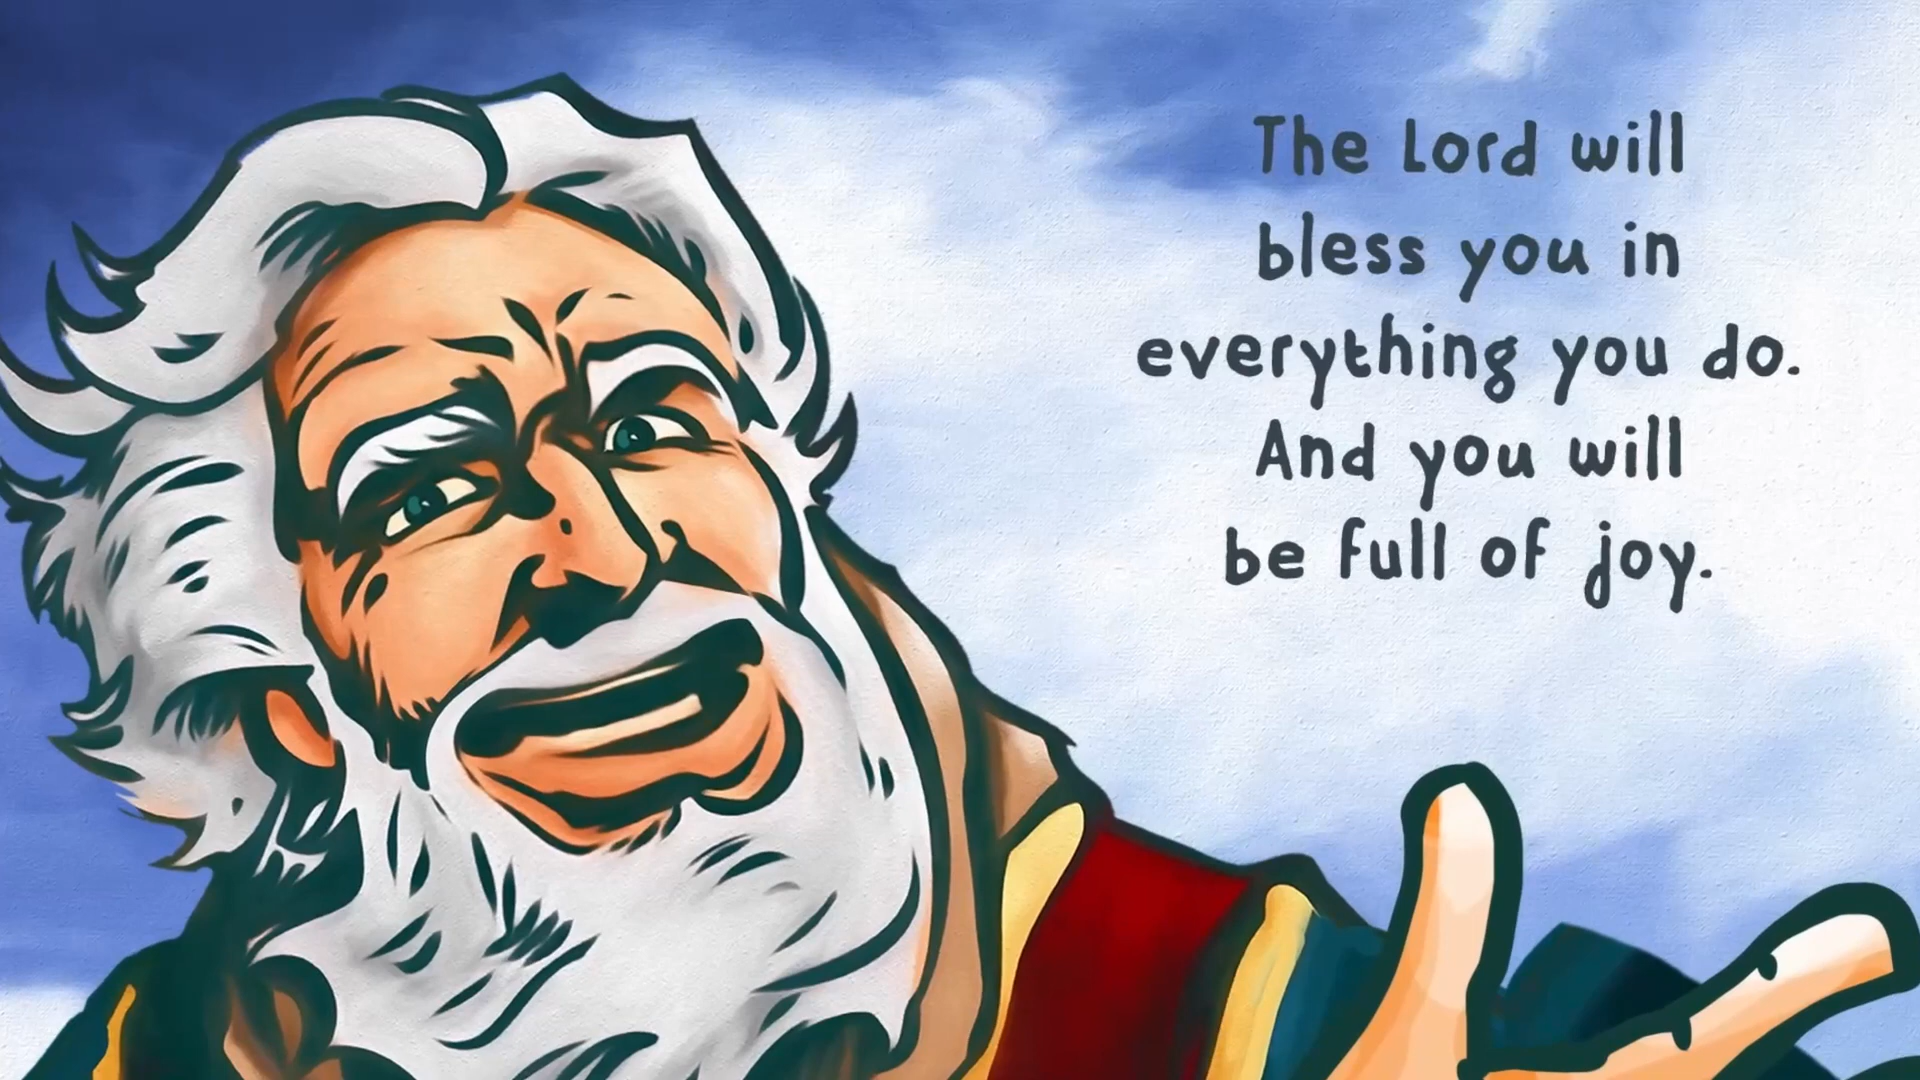 The Lord will
bless you in
everything you do.
And you will
be full of joy.